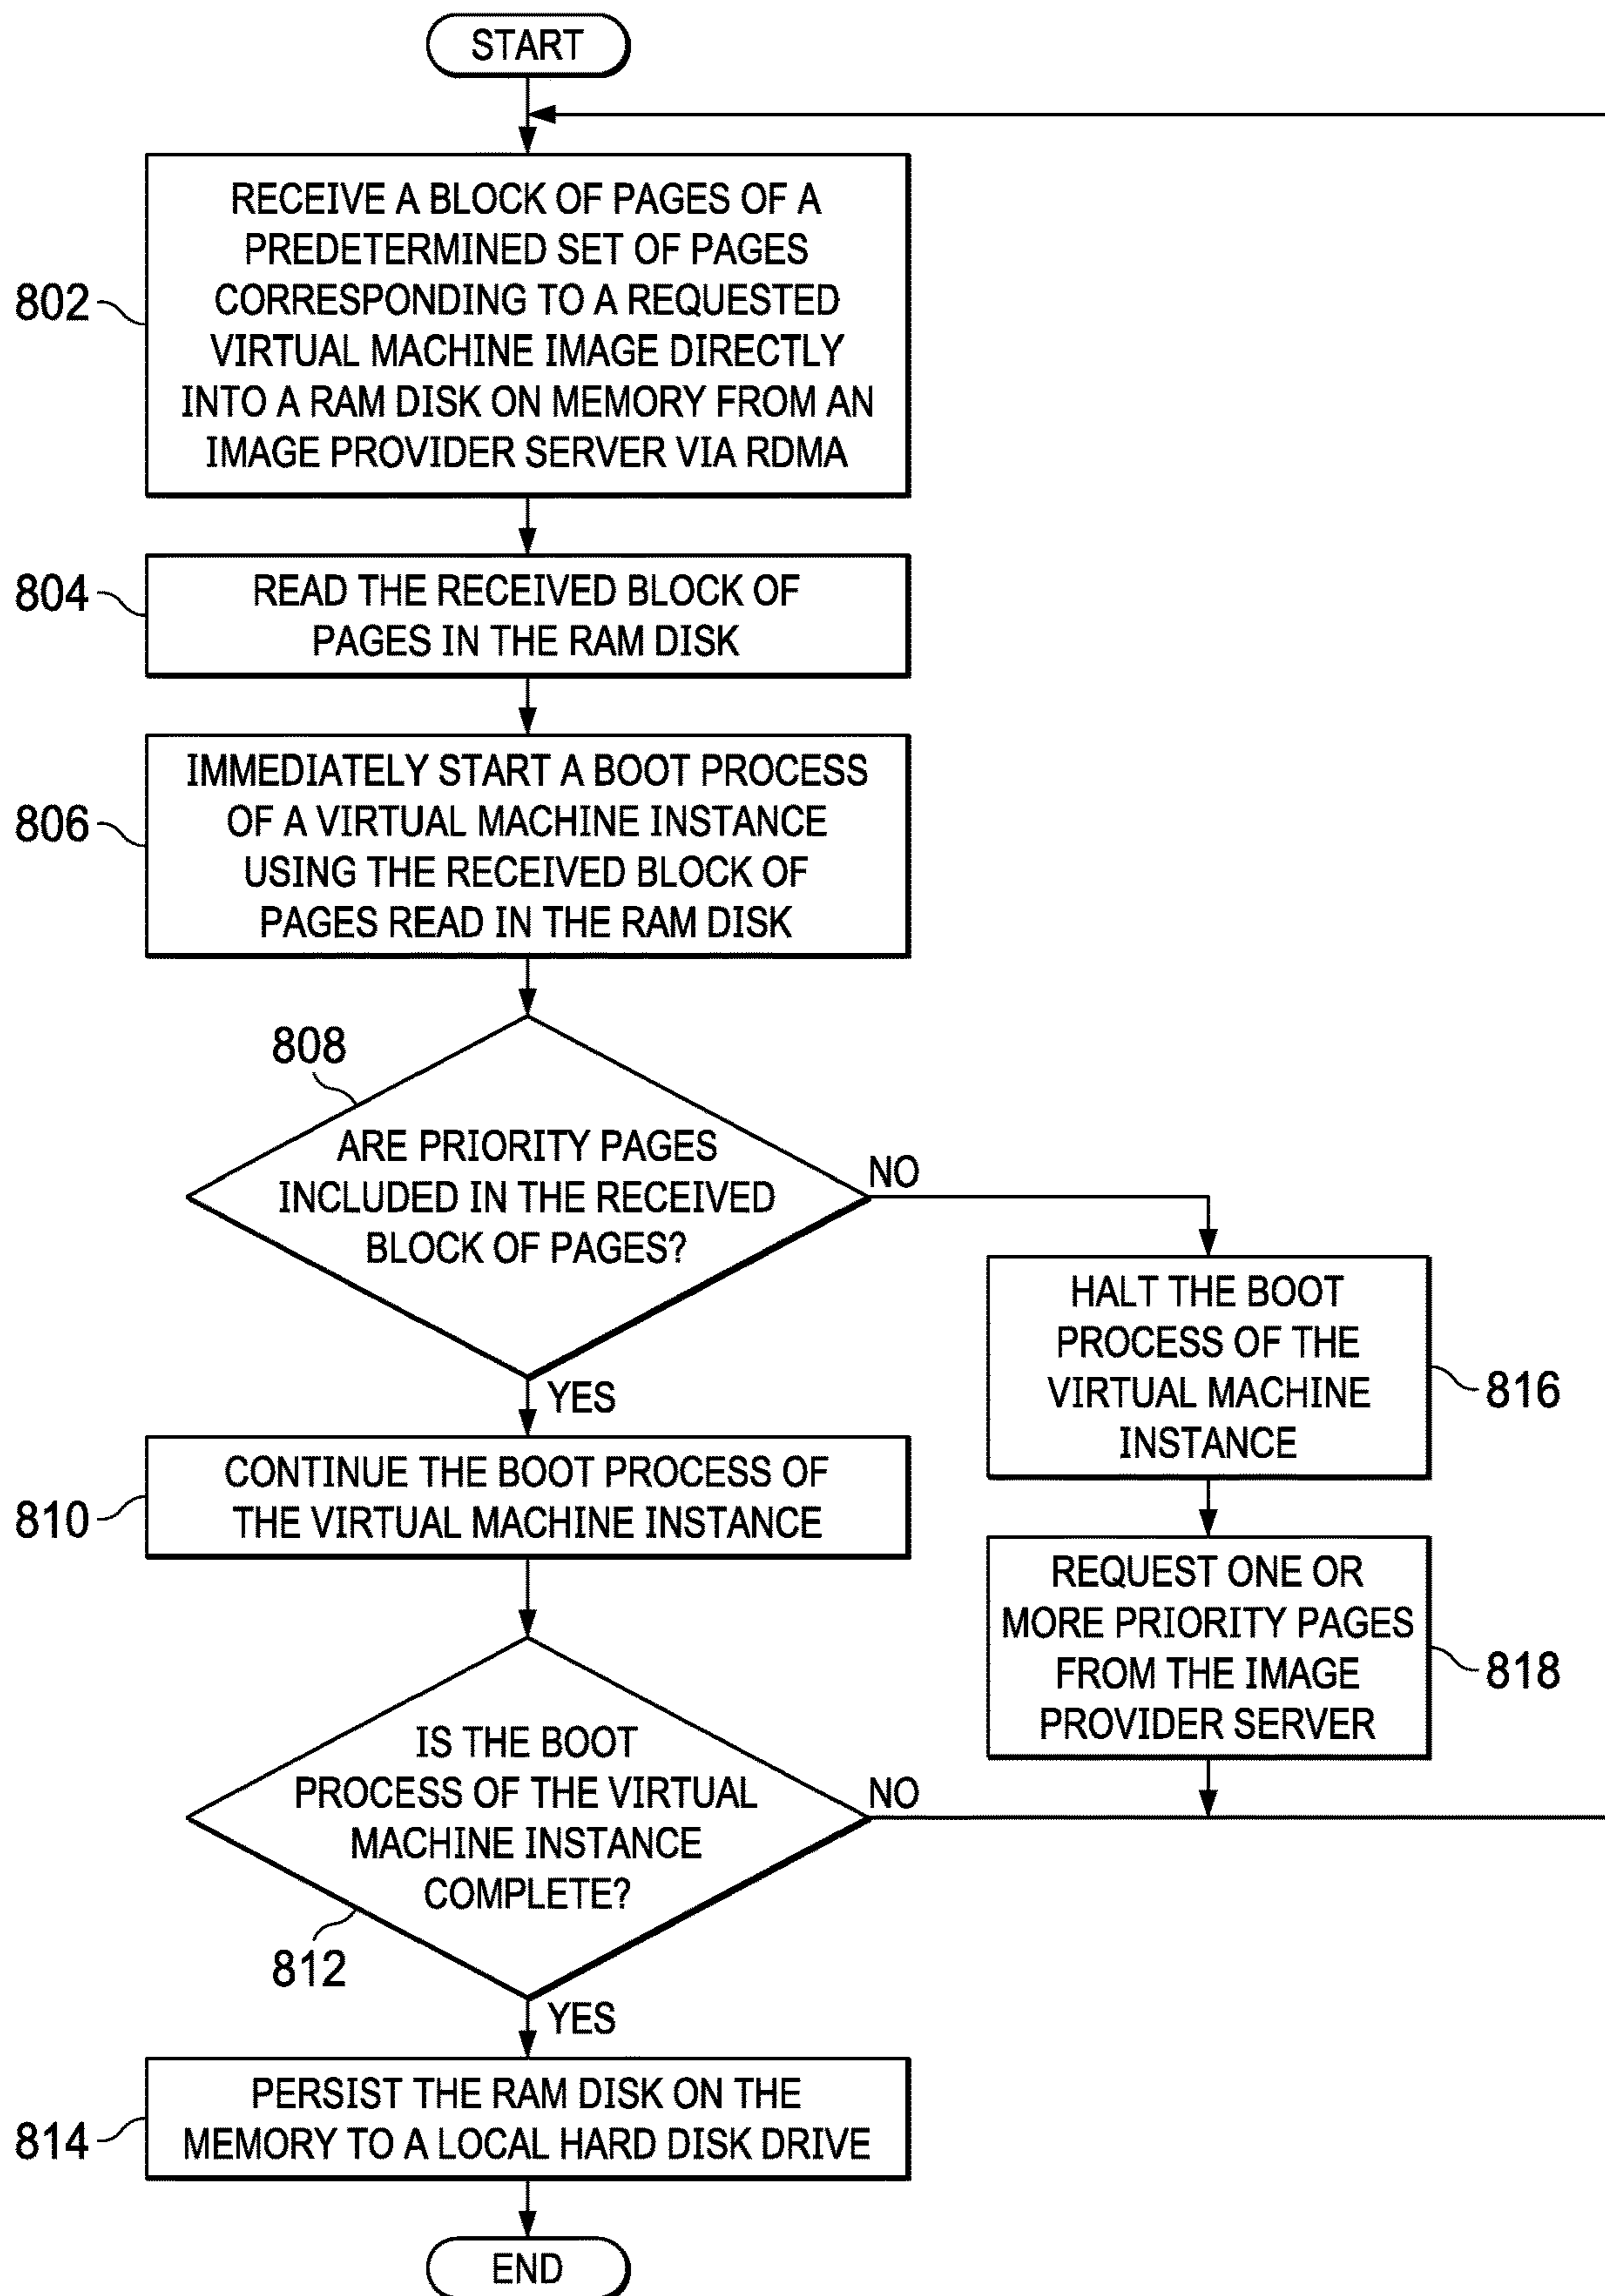 START
802
RECEIVE A BLOCK OF PAGES OF A
PREDETERMINED SET OF PAGES
CORRESPONDING TO A REQUESTED
VIRTUAL MACHINE IMAGE DIRECTLY
INTO A RAM DISK ON MEMORY FROM AN
IMAGE PROVIDER SERVER VIA RDMA
804
READ THE RECEIVED BLOCK OF
PAGES IN THE RAM DISK
806
IMMEDIATELY START A BOOT PROCESS
OF A VIRTUAL MACHINE INSTANCE
USING THE RECEIVED BLOCK OF
PAGES READ IN THE RAM DISK
808
ARE PRIORITY PAGES
INCLUDED IN THE RECEIVED
BLOCK OF PAGES?
NO
YES
HALT THE BOOT
PROCESS OF THE
VIRTUAL MACHINE
INSTANCE
816
810
CONTINUE THE BOOT PROCESS OF
THE VIRTUAL MACHINE INSTANCE
REQUEST ONE OR
MORE PRIORITY PAGES
FROM THE IMAGE
PROVIDER SERVER
818
IS THE BOOT
PROCESS OF THE VIRTUAL
MACHINE INSTANCE
COMPLETE?
NO
812
YES
814
PERSIST THE RAM DISK ON THE
MEMORY TO A LOCAL HARD DISK DRIVE
END